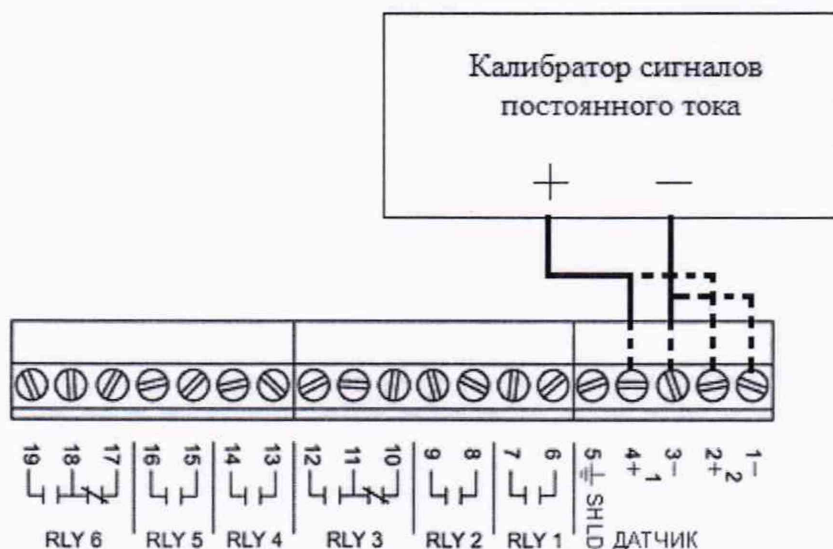 Калибратор сигналов
постоянного тока
+ —
19 18 17 16 15 14 13 12 11 10 9 8 7 6 5 4+ 3- 2+ 1-
1 2
SHLD
RLY 6 RLY 5 RLY 4 RLY 3 RLY 2 RLY 1 ДАТЧИК